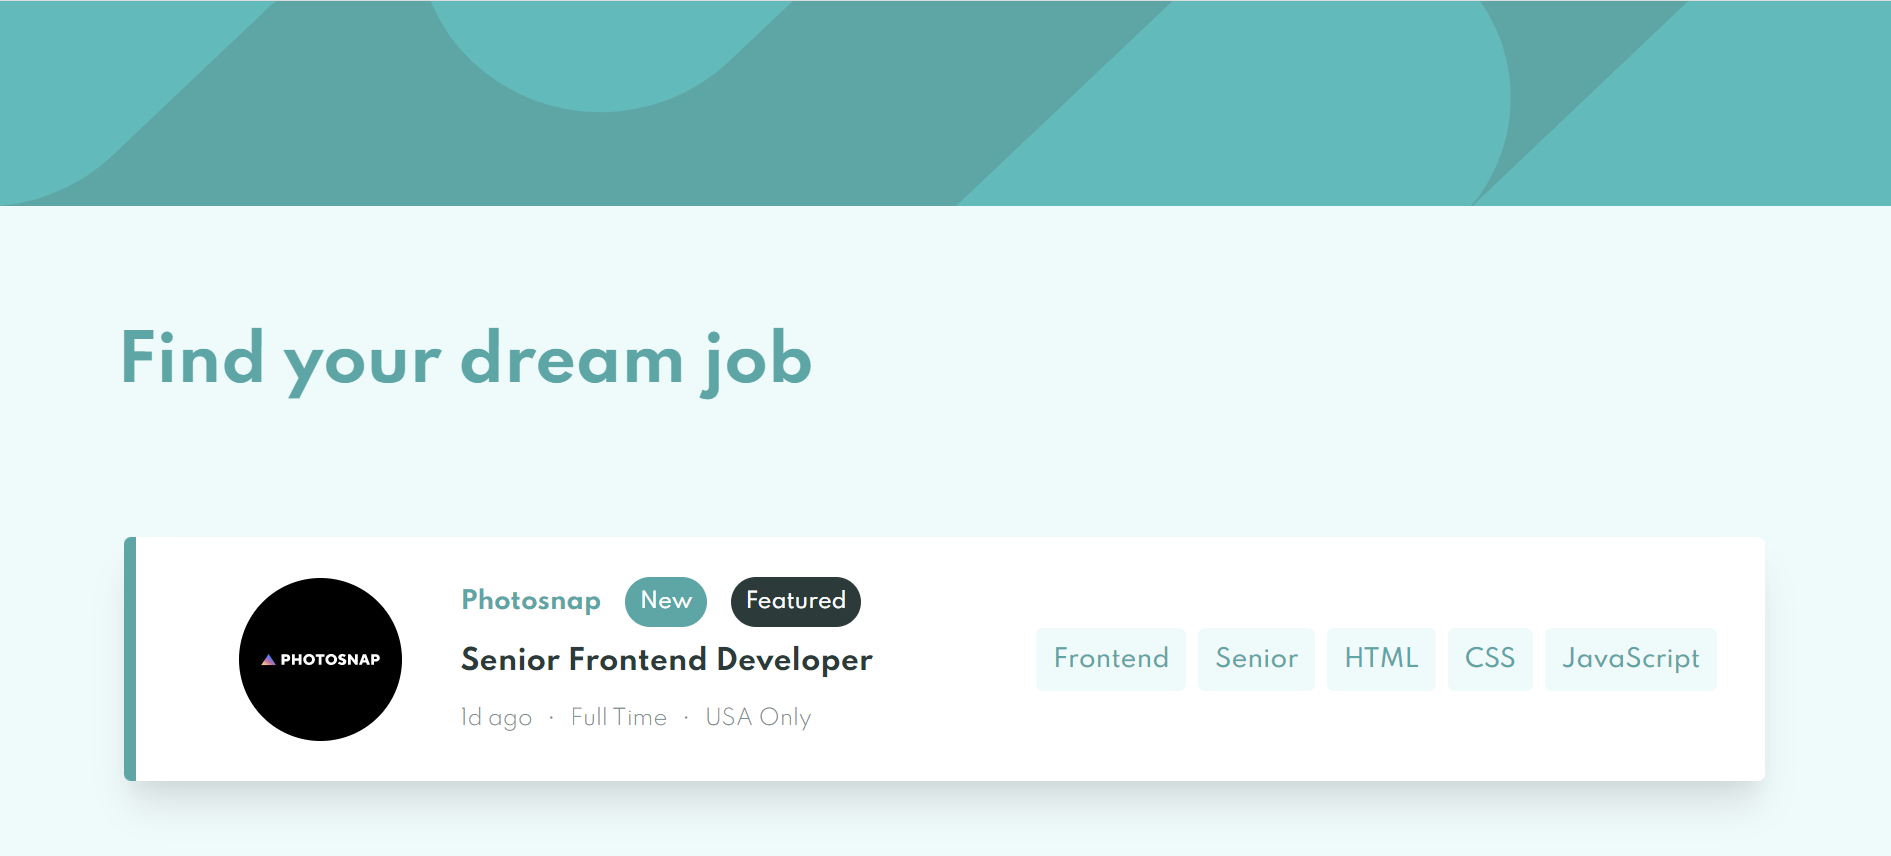 Find your dream job
PHOTOSNAP
Photosnap New Featured
Senior Frontend Developer
1d ago · Full Time · USA Only
Frontend Senior HTML CSS JavaScript